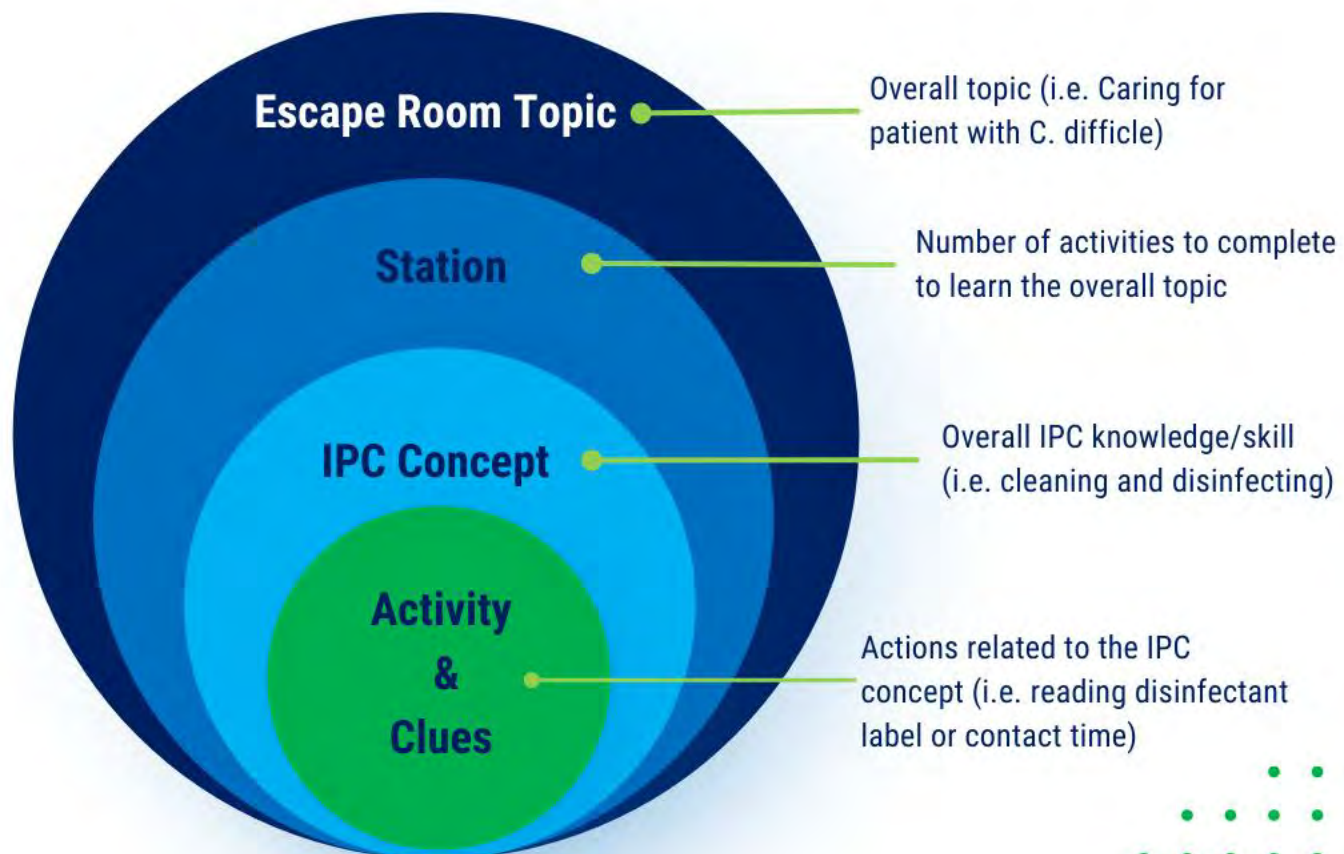 Escape Room Topic
Overall topic (i.e. Caring for
patient with C. difficle)
Station
Number of activities to complete
to learn the overall topic
IPC Concept
Overall IPC knowledge/skill
(i.e. cleaning and disinfecting)
Activity
&
Clues
Actions related to the IPC
concept (i.e. reading disinfectant
label or contact time)